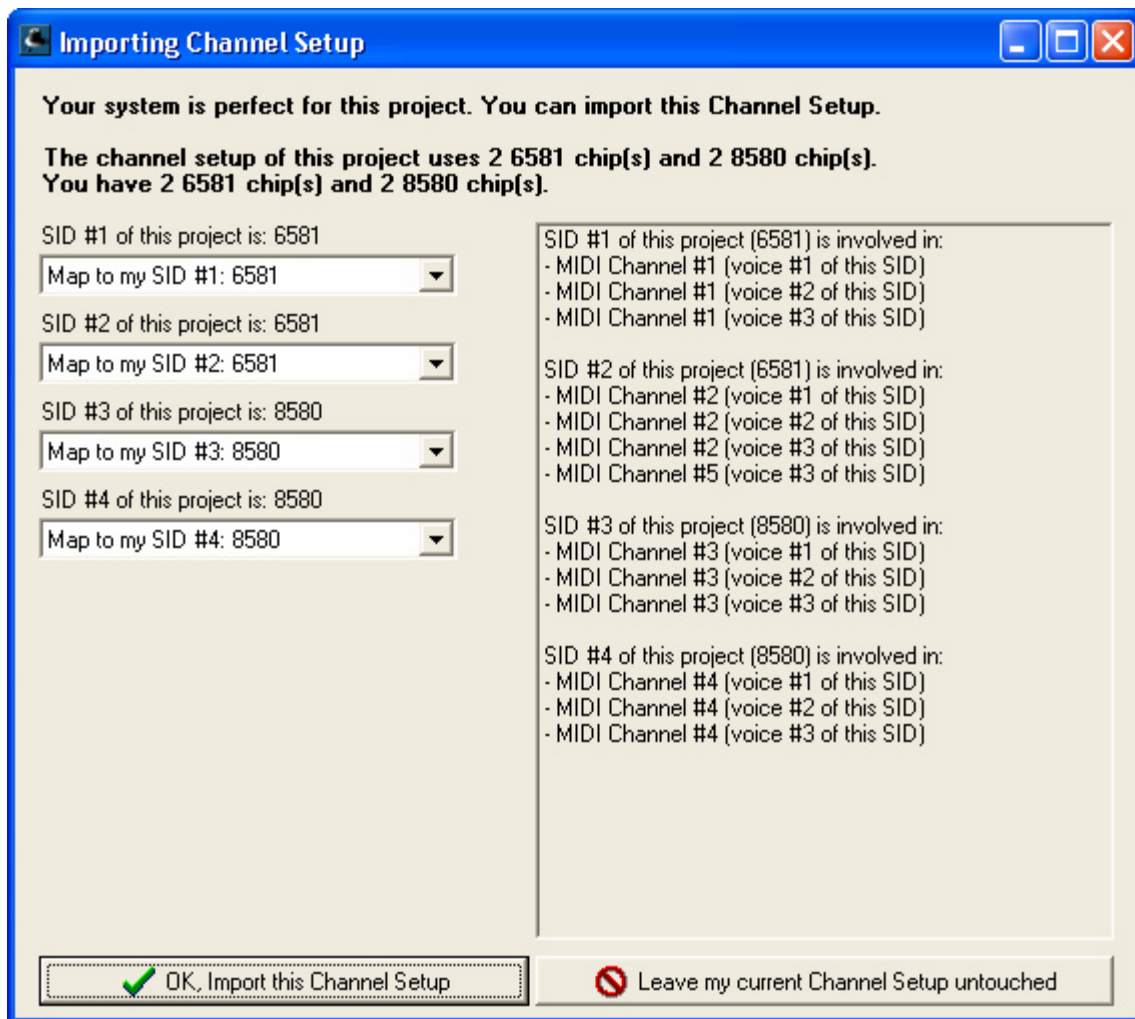 Importing Channel Setup
Your system is perfect for this project. You can import this Channel Setup.
The channel setup of this project uses 2 6581 chip(s) and 2 8580 chip(s).
You have 2 6581 chip(s) and 2 8580 chip(s).
SID #1 of this project is: 6581
Map to my SID #1: 6581
SID #2 of this project is: 6581
Map to my SID #2: 6581
SID #3 of this project is: 8580
Map to my SID #3: 8580
SID #4 of this project is: 8580
Map to my SID #4: 8580
SID #1 of this project (6581) is involved in:
- MIDI Channel #1 (voice #1 of this SID)
- MIDI Channel #1 (voice #2 of this SID)
- MIDI Channel #1 (voice #3 of this SID)
SID #2 of this project (6581) is involved in:
- MIDI Channel #2 (voice #1 of this SID)
- MIDI Channel #2 (voice #2 of this SID)
- MIDI Channel #2 (voice #3 of this SID)
- MIDI Channel #5 (voice #3 of this SID)
SID #3 of this project (8580) is involved in:
- MIDI Channel #3 (voice #1 of this SID)
- MIDI Channel #3 (voice #2 of this SID)
- MIDI Channel #3 (voice #3 of this SID)
SID #4 of this project (8580) is involved in:
- MIDI Channel #4 (voice #1 of this SID)
- MIDI Channel #4 (voice #2 of this SID)
- MIDI Channel #4 (voice #3 of this SID)
OK, Import this Channel Setup
Leave my current Channel Setup untouched